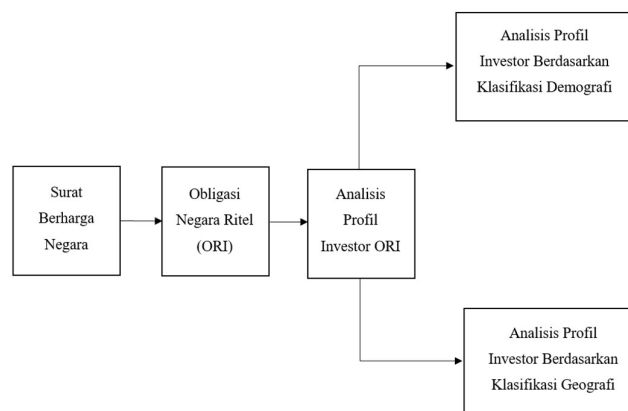 Surat
Berharga
Negara
Obligasi
Negara Ritel
(ORI)
Analisis
Profil
Investor ORI
Analisis Profil
Investor Berdasarkan
Klasifikasi Demografi
Analisis Profil
Investor Berdasarkan
Klasifikasi Geografi